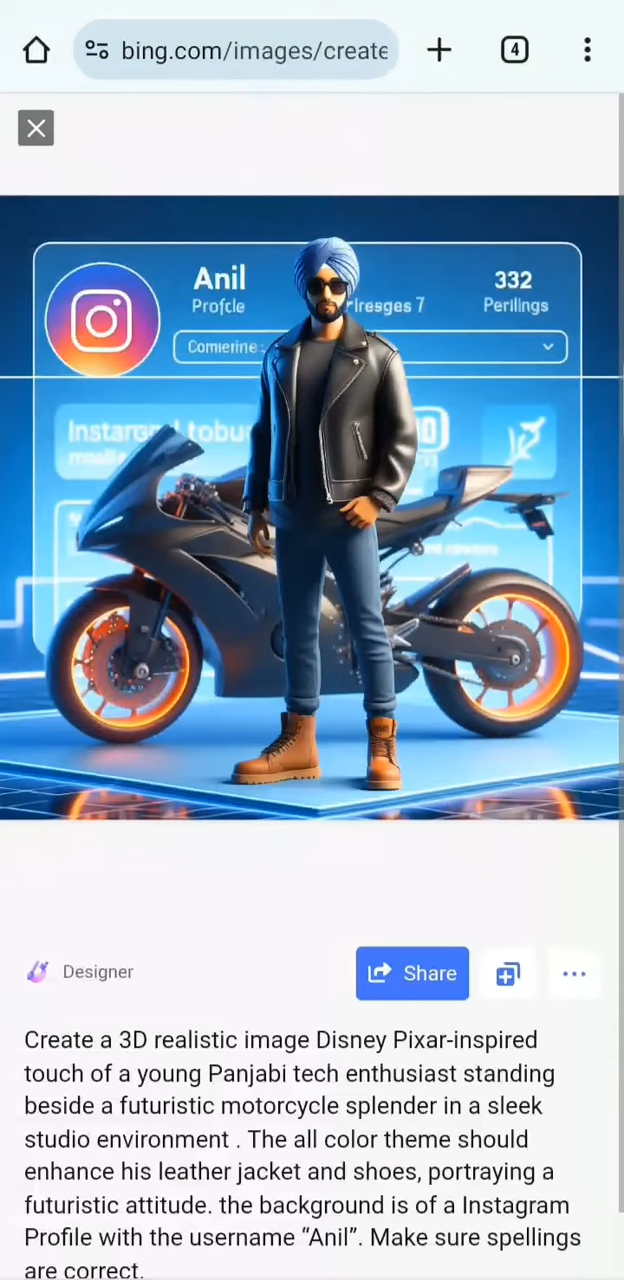 bing.com/images/create
4
Anil
332
Profcle
Iresges 7
Perilings
Comierine:
Designer
Share
Create a 3D realistic image Disney Pixar-inspired
touch of a young Panjabi tech enthusiast standing
beside a futuristic motorcycle splender in a sleek
studio environment . The all color theme should
enhance his leather jacket and shoes, portraying a
futuristic attitude. the background is of a Instagram
Profile with the username “Anil”. Make sure spellings
are correct.